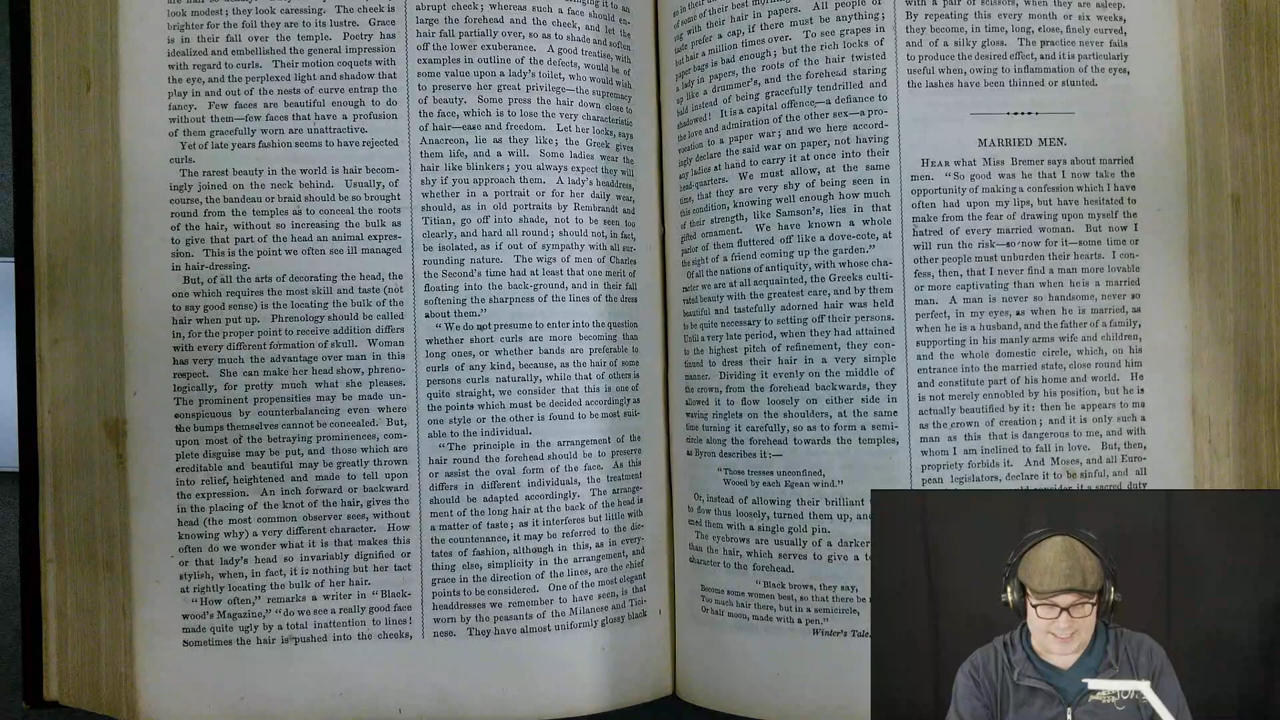 look modest; they look caressing. The cheek is
brighter for the foil they are to its lustre. Grace
is in their fall over the temple. Poetry has
idealized and embellished the general impression
with regard to curls. Their motion coquets with
the eye, and the perplexed light and shadow that
play in and out of the nests of curve entrap the
fancy. Few faces are beautiful enough to do
without them—few faces that have a profusion
of them gracefully worn are unattractive.
Yet of late years fashion seems to have rejected
curls.
The rarest beauty in the world is hair becom-
ingly joined on the neck behind. Usually, of
course, the bandeau or braid should be so brought
round from the temples as to conceal the roots
of the hair, without so increasing the bulk as
to give that part of the head an animal expres-
sion. This is the point we often see ill managed
in hair-dressing.
But, of all the arts of decorating the head, the
one which requires the most skill and taste (not
to say good sense) is the locating the bulk of the
hair when put up. Phrenology should be called
in, for the proper point to receive addition differs
with every different formation of skull. Woman
has very much the advantage over man in this
respect. She can make her head show, phreno-
logically, for pretty much what she pleases.
The prominent propensities may be made un-
conspicuous by counterbalancing even where
the bumps themselves cannot be concealed. But,
upon most of the betraying prominences, com-
plete disguise may be put, and those which are
creditable and beautiful may be greatly thrown
into relief, heightened and made to tell upon
the expression. An inch forward or backward
in the placing of the knot of the hair, gives the
head (the most common observer sees, without
knowing why) a very different character. How
often do we wonder what it is that makes this
or that lady's head so invariably dignified or
stylish, when, in fact, it is nothing but her tact
at rightly locating the bulk of her hair.
"How often," remarks a writer in "Black-
wood's Magazine," "do we see a really good face
made quite ugly by a total inattention to lines!
Sometimes the hair is pushed into the cheeks,
abrupt check; whereas such a face should en-
large the forehead and the cheek, and let the
hair fall partially over, so as to shade and soften
off the lower exuberance. A good treatise, with
examples in outline of the defects, would be of
some value upon a lady's toilet, who would wish
to preserve her great privilege—the supremacy
of beauty. Some press the hair down close to
the face, which is to lose the very characteristic
of hair—ease and freedom. Let her locks, says
Anacreon, lie as they like; the Greek gives
them life, and a will. Some ladies wear the
hair like blinkers; you always expect they will
shy if you approach them. A lady's headdress,
whether in a portrait or for her daily wear,
should, as in old portraits by Rembrandt and
Titian, go off into shade, not to be seen too
clearly, and hard all round; should not, in fact,
be isolated, as if out of sympathy with all sur-
rounding nature. The wigs of men of Charles
the Second's time had at least that one merit of
floating into the back-ground, and in their fall
softening the sharpness of the lines of the dress
about them."
"We do not presume to enter into the question
whether short curls are more becoming than
long ones, or whether bands are preferable to
curls of any kind, because, as the hair of some
persons curls naturally, while that of others is
quite straight, we consider that this is one of
the points which must be decided accordingly as
one style or the other is found to be most suit-
able to the individual.
"The principle in the arrangement of the
hair round the forehead should be to preserve
or assist the oval form of the face. As this
differs in different individuals, the treatment
should be adapted accordingly. The arrange-
ment of the long hair at the back of the head is
a matter of taste; as it interferes but little with
the countenance, it may be referred to the dic-
tates of fashion, although in this, as in every-
thing else, simplicity in the arrangement, and
grace in the direction of the lines, are the chief
points to be considered. One of the most elegant
headdresses we remember to have seen, is that
worn by the peasants of the Milanese and Tici-
nese. They have almost uniformly glossy black
so in their
of some of their best
ing with their hair in papers. All people of
taste prefer a cap, if there must be anything;
but hair a million times over. To see grapes in
paper bags is bad enough; but the rich locks of
a lady in papers, the roots of the hair twisted
up like a drummer's, and the forehead staring
bald instead of being gracefully tendrilled and
shadowed! It is a capital offence,—a defiance to
the love and admiration of the other sex—a pro-
vocation to a paper war; and we here accord-
ingly declare the said war on paper, not having
any ladies at hand to carry it at once into their
head-quarters. We must allow, at the same
time, that they are very shy of being seen in
this condition, knowing well enough how much
of their strength, like Samson's, lies in that
gifted ornament. We have known a whole
parlor of them fluttered off like a dove-cote, at
the sight of a friend coming up the garden."
Of all the nations of antiquity, with whose cha-
racter we are at all acquainted, the Greeks culti-
vated beauty with the greatest care, and by them
beautiful and tastefully adorned hair was held
to be quite necessary to setting off their persons.
Until a very late period, when they had attained
to the highest pitch of refinement, they con-
tinued to dress their hair in a very simple
manner. Dividing it evenly on the middle of
the crown, from the forehead backwards, they
allowed it to flow loosely on either side in
waving ringlets on the shoulders, at the same
time turning it carefully, so as to form a semi-
circle along the forehead towards the temples,
as Byron describes it:—
"Those tresses unconfined,
Wooed by each Egean wind."
Or, instead of allowing their brilliant
to flow thus loosely, turned them up, and
them with a single gold pin.
The eyebrows are usually of a darker
than the hair, which serves to give a
character to the forehead.
"Black brows, they say,
Become some women best, so that there be
Too much hair there, but in a semicircle,
Or half moon, made with a pen."
Winter's Tale.
with a pair of scissors, when they are asleep.
By repeating this every month or six weeks,
they become, in time, long, close, finely curved,
and of a silky gloss. The practice never fails
to produce the desired effect, and it is particularly
useful when, owing to inflammation of the eyes,
the lashes have been thinned or stunted.
MARRIED MEN.
HEAR what Miss Bremer says about married
men. "So good was he that I now take the
opportunity of making a confession which I have
often had upon my lips, but have hesitated to
make from the fear of drawing upon myself the
hatred of every married woman. But now I
will run the risk—so now for it—some time or
other people must unburden their hearts. I con-
fess, then, that I never find a man more lovable
or more captivating than when he is a married
man. A man is never so handsome, never so
perfect, in my eyes, as when he is married, as
when he is a husband, and the father of a family,
supporting in his manly arms wife and children,
and the whole domestic circle, which, on his
entrance into the married state, close round him
and constitute part of his home and world. He
is not merely ennobled by his position, but he is
actually beautified by it: then he appears to me
as the crown of creation; and it is only such a
man as this that is dangerous to me, and with
whom I am inclined to fall in love. But, then,
propriety forbids it. And Moses, and all Euro-
pean legislators, declare it to be sinful, and all
consider it a sacred duty